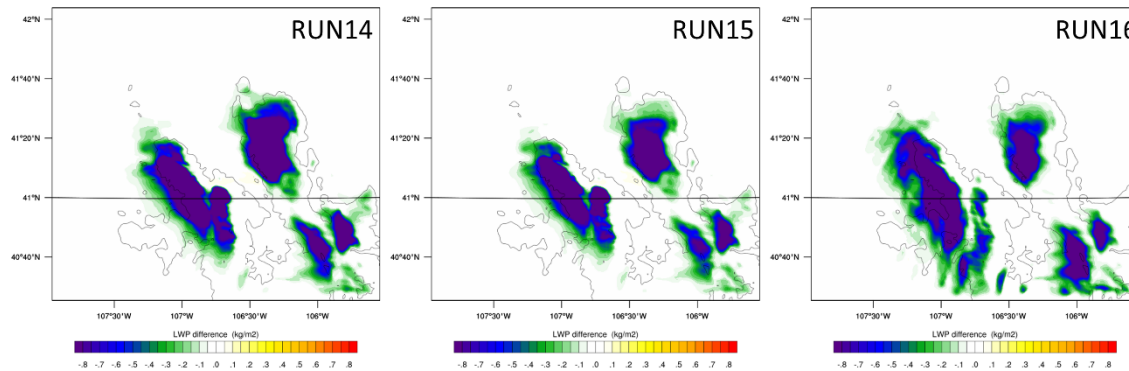 RUN14
42°N
41°40'N
41°20'N
41°N
40°40'N
107°30'W
107°W
106°30'W
106°W
LWP difference (kg/m2)
-.8 -.7 -.6 -.5 -.4 -.3 -.2 -.1 .0 .1 .2 .3 .4 .5 .6 .7 .8
RUN15
42°N
41°40'N
41°20'N
41°N
40°40'N
107°30'W
107°W
106°30'W
106°W
LWP difference (kg/m2)
-.8 -.7 -.6 -.5 -.4 -.3 -.2 -.1 .0 .1 .2 .3 .4 .5 .6 .7 .8
RUN16
42°N
41°40'N
41°20'N
41°N
40°40'N
107°30'W
107°W
106°30'W
106°W
LWP difference (kg/m2)
-.8 -.7 -.6 -.5 -.4 -.3 -.2 -.1 .0 .1 .2 .3 .4 .5 .6 .7 .8